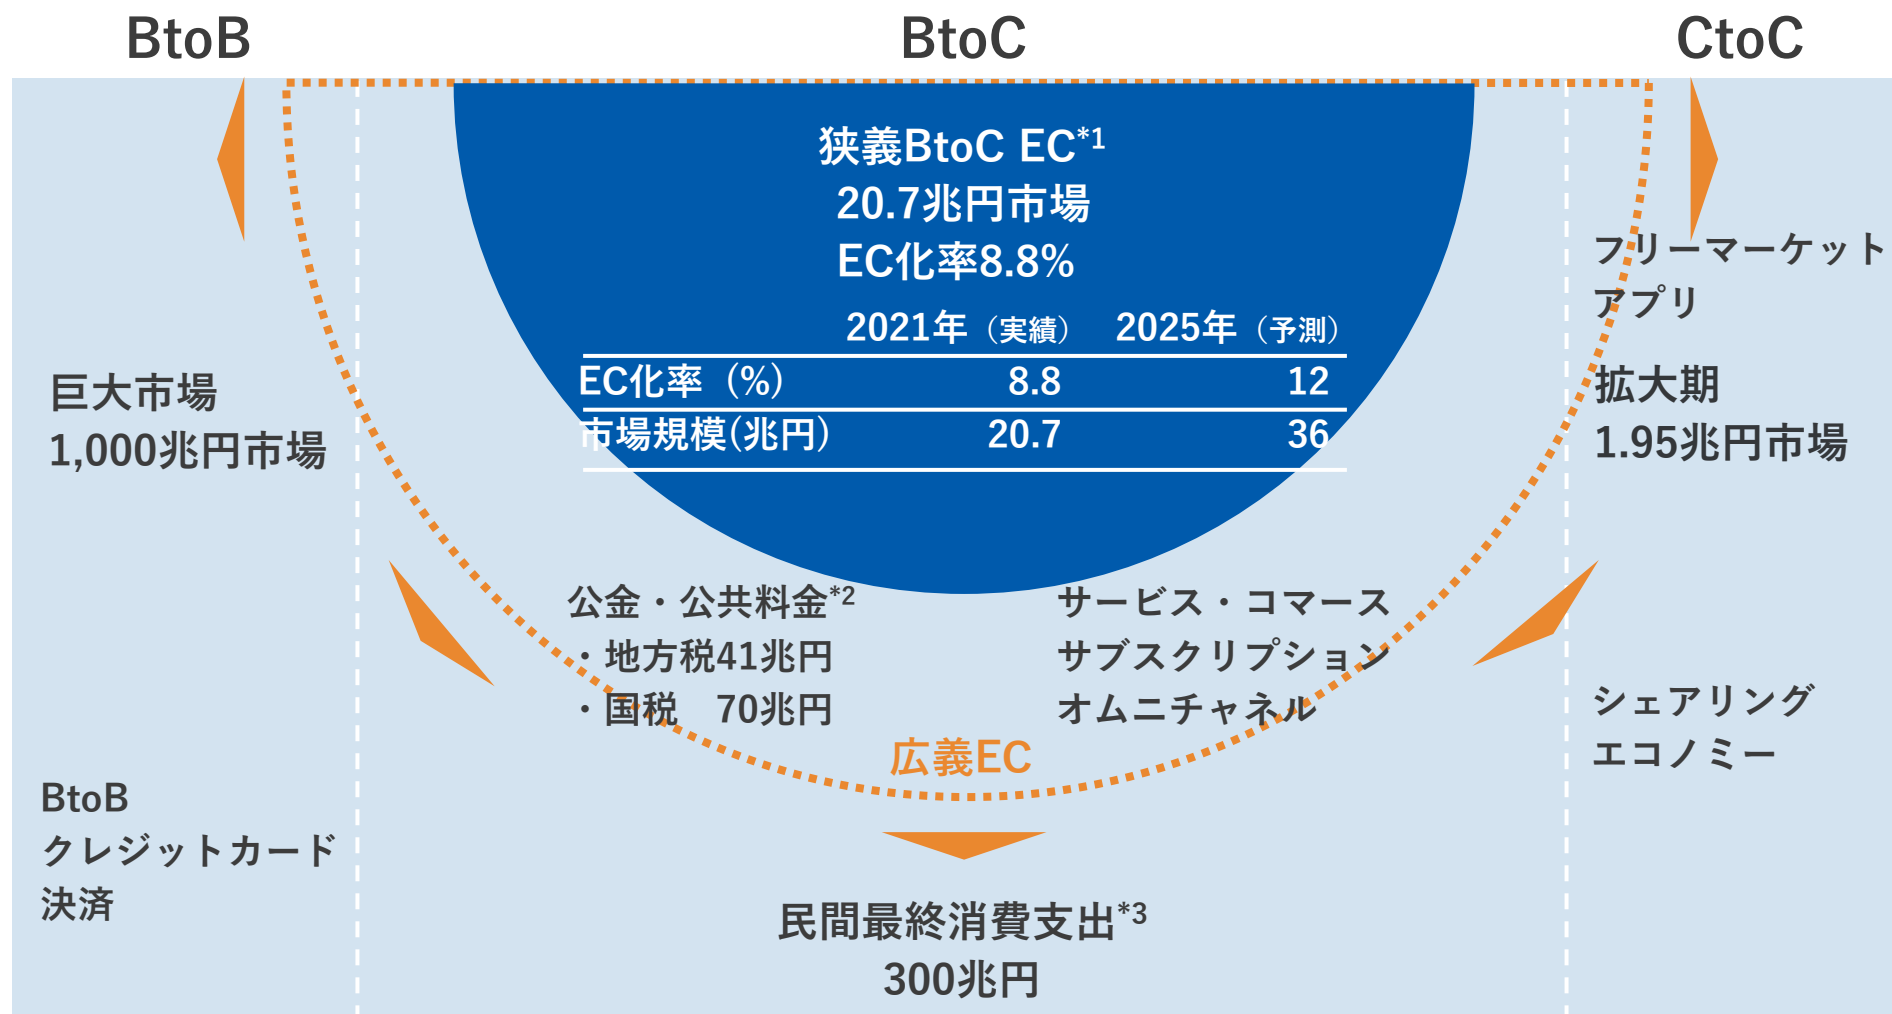 BtoB
BtoC
CtoC
狭義BtoC EC*1
20.7兆円市場
EC化率8.8%
2021年（実績） 2025年（予測）
EC化率（%） 8.8 12
市場規模(兆円) 20.7 36
巨大市場
1,000兆円市場
BtoB
クレジットカード
決済
公金・公共料金*2
・地方税41兆円
・国税　70兆円
サービス・コマース
サブスクリプション
オムニチャネル
広義EC
民間最終消費支出*3
300兆円
フリーマーケット
アプリ
拡大期
1.95兆円市場
シェアリング
エコノミー